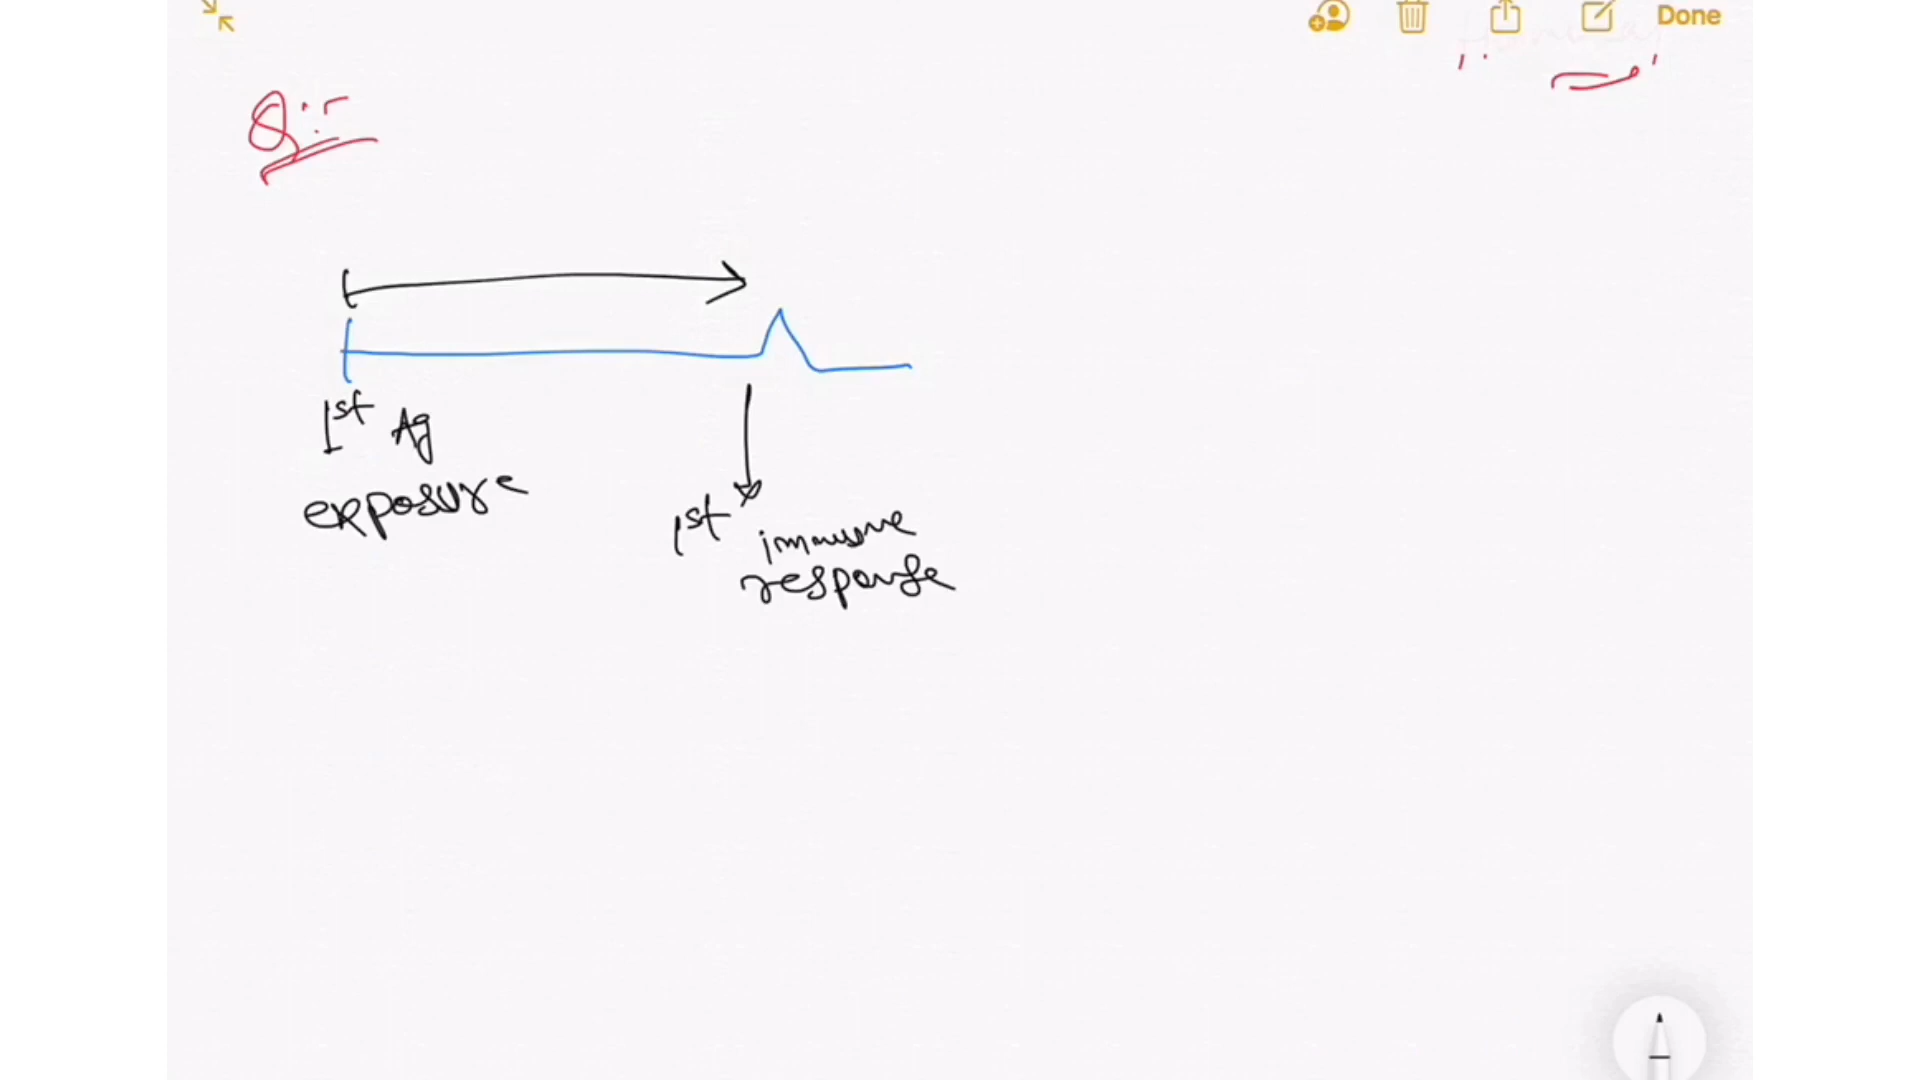 Done
Q:-
1st Ag
exposure
1st immune
response